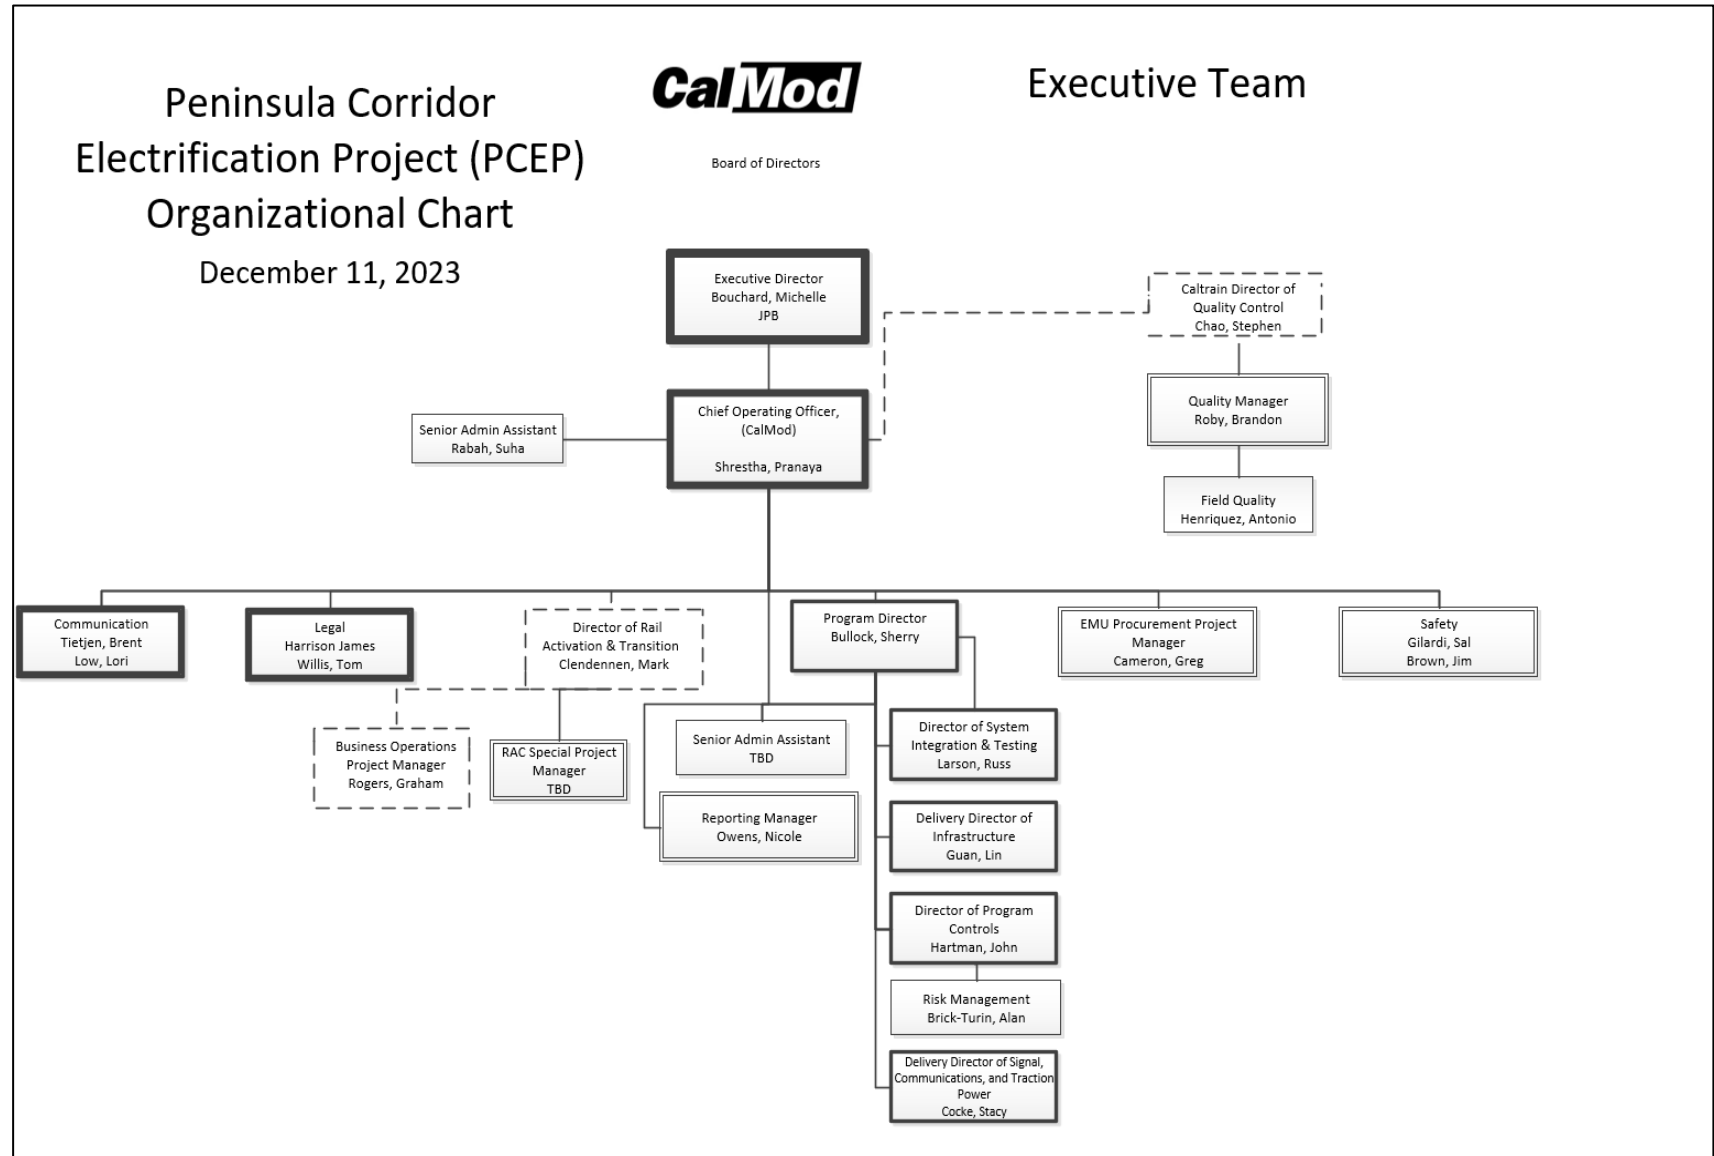 Peninsula Corridor
Electrification Project (PCEP)
Organizational Chart
December 11, 2023
CalMod
Board of Directors
Executive Team
Executive Director
Bouchard, Michelle
JPB
Caltrain Director of
Quality Control
Chao, Stephen
Chief Operating Officer,
(CalMod)
Shrestha, Pranaya
Senior Admin Assistant
Rabah, Suha
Quality Manager
Roby, Brandon
Field Quality
Henriquez, Antonio
Communication
Tietjen, Brent
Low, Lori
Legal
Harrison James
Willis, Tom
Director of Rail
Activation & Transition
Clendennen, Mark
Program Director
Bullock, Sherry
EMU Procurement Project
Manager
Cameron, Greg
Safety
Gilardi, Sal
Brown, Jim
Business Operations
Project Manager
Rogers, Graham
RAC Special Project
Manager
TBD
Senior Admin Assistant
TBD
Reporting Manager
Owens, Nicole
Director of System
Integration & Testing
Larson, Russ
Delivery Director of
Infrastructure
Guan, Lin
Director of Program
Controls
Hartman, John
Risk Management
Brick-Turin, Alan
Delivery Director of Signal,
Communications, and Traction
Power
Cocke, Stacy